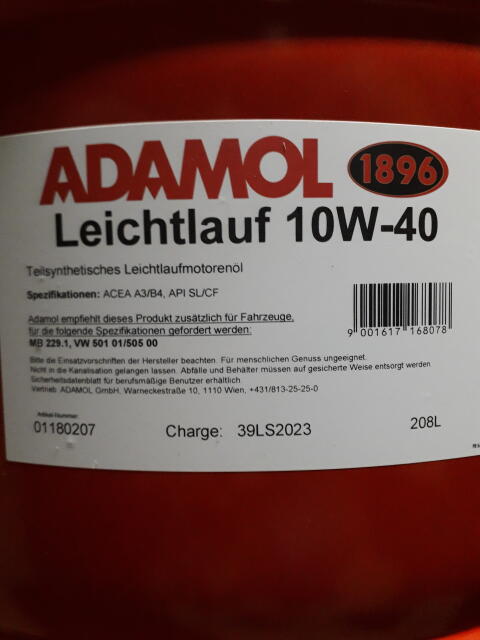 ADAMOL 1896
Leichtlauf 10W-40
Teilsynthetisches Leichtlaufmotorenöl
Spezifikationen: ACEA A3/B4, API SL/CF
Adamol empfiehlt dieses Produkt zusätzlich für Fahrzeuge,
für die folgende Spezifikationen gefordert werden:
MB 229.1, VW 501 01/505 00
9 001617 168078
Bitte die Einsatzvorschriften der Hersteller beachten. Für menschlichen Genuss ungeeignet.
Nicht in die Kanalisation gelangen lassen. Abfälle und Behälter müssen auf gesicherte Weise entsorgt werden.
Sicherheitsdatenblatt für berufsmäßige Benutzer erhältlich.
Vertrieb: ADAMOL GmbH, Warneckestraße 10, 1110 Wien, +431/813-25-25-0
Artikel-Nummer:
01180207 Charge: 39LS2023 208L